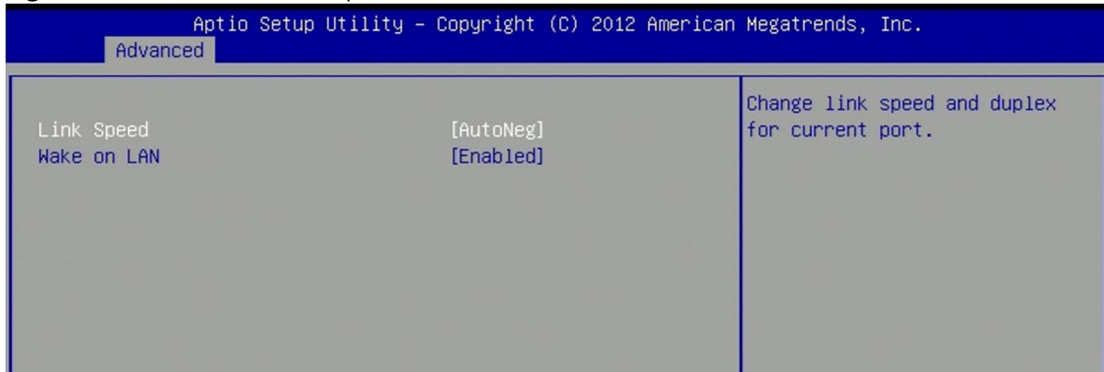 Aptio Setup Utility – Copyright (C) 2012 American Megatrends, Inc.
Advanced
Link Speed [AutoNeg]
Wake on LAN [Enabled]
Change link speed and duplex
for current port.